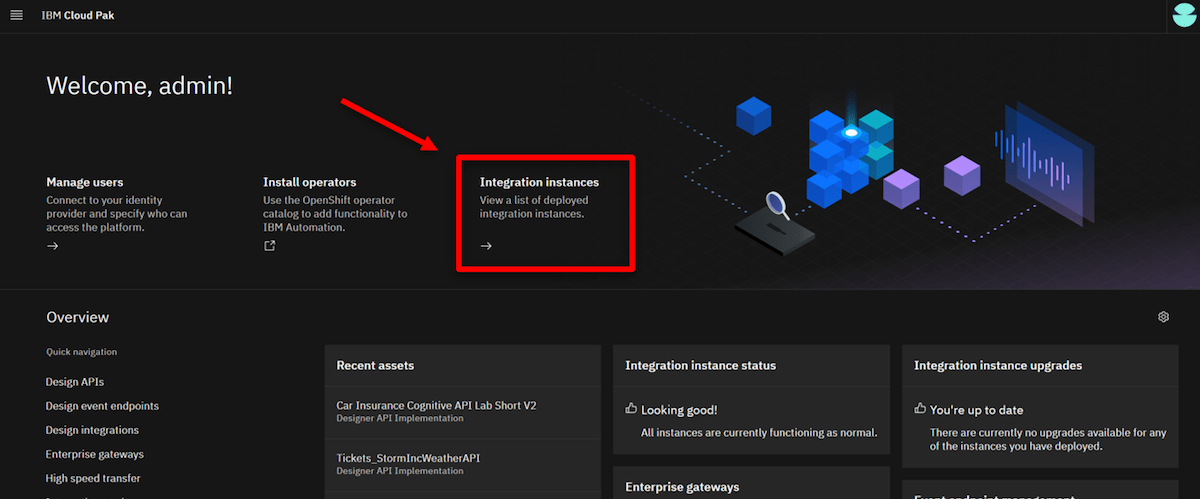 IBM Cloud Pak
Welcome, admin!
Manage users
Connect to your identity
provider and specify who can
access the platform.
Install operators
Use the OpenShift operator
catalog to add functionality to
IBM Automation.
Integration instances
View a list of deployed
integration instances.
Overview
Quick navigation
Design APIs
Design event endpoints
Design integrations
Enterprise gateways
High speed transfer
Recent assets
Car Insurance Cognitive API Lab Short V2
Designer API Implementation
Tickets_StormIncWeatherAPI
Designer API Implementation
Integration instance status
Looking good!
All instances are currently functioning as normal.
Enterprise gateways
Integration instance upgrades
You're up to date
There are currently no upgrades available for any
of the instances you have deployed.